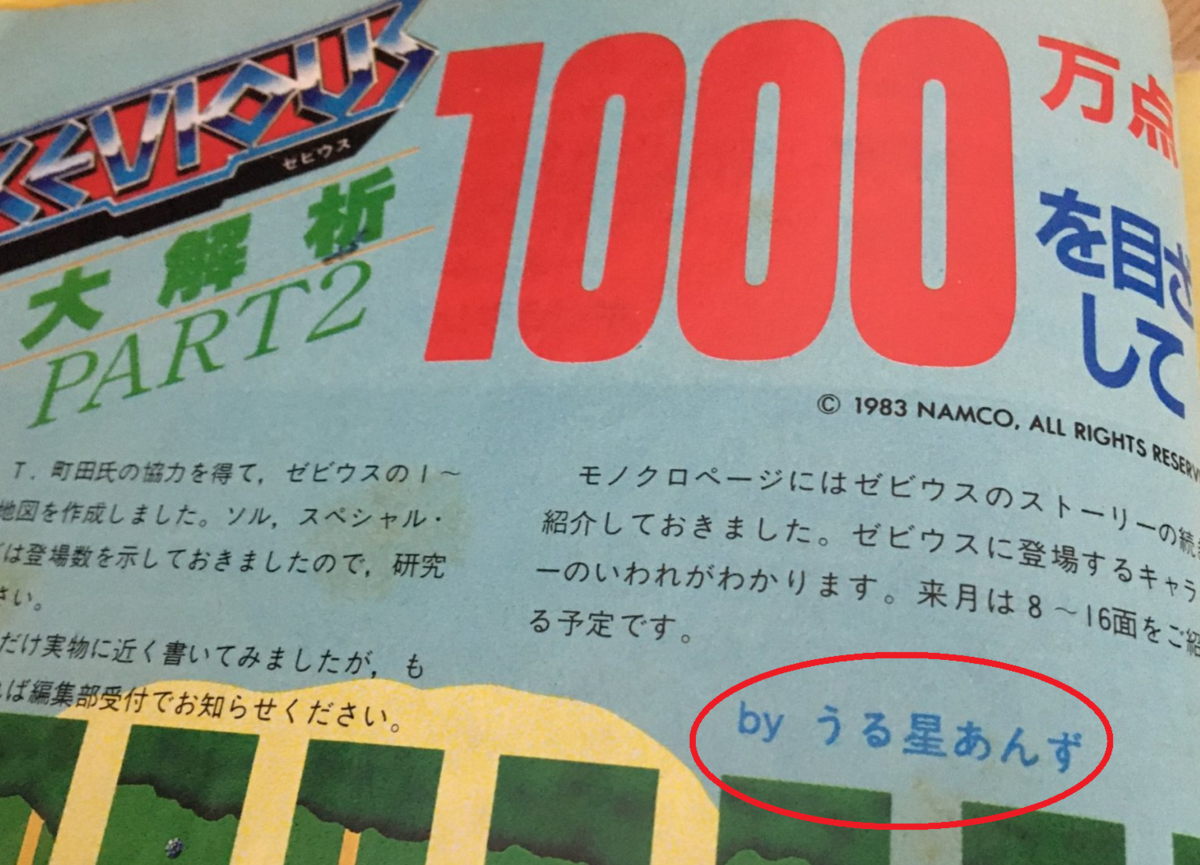 XEVIOUS
ゼビウス
大解析
PART2
1000
万点
を目ざ
して
© 1983 NAMCO, ALL RIGHTS RESERV
T. 町田氏の協力を得て，ゼビウスの1～
地図を作成しました。ソル，スペシャル・
は登場数を示しておきましたので，研究
さい。
だけ実物に近く書いてみましたが，も
れば編集部受付でお知らせください。
モノクロページにはゼビウスのストーリーの続
紹介しておきました。ゼビウスに登場するキャラ
ーのいわれがわかります。来月は8～16面をご紹
る予定です。
by うる星あんず